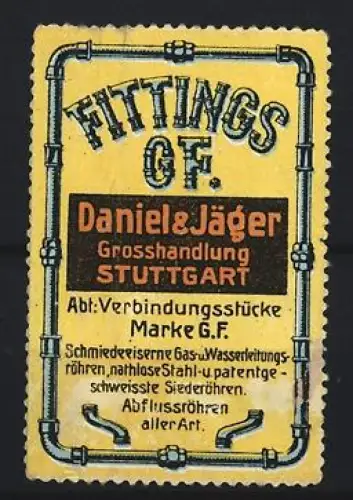 FITTINGS
GF.
Daniel&Jäger
Grosshandlung
STUTTGART
Abt: Verbindungsstücke
Marke G.F.
Schmiedeeiserne Gas-u.Wasserleitungs-
röhren, nathlose Stahl-u.patentge-
schweisste Siederöhren.
Abflussröhren
aller Art.